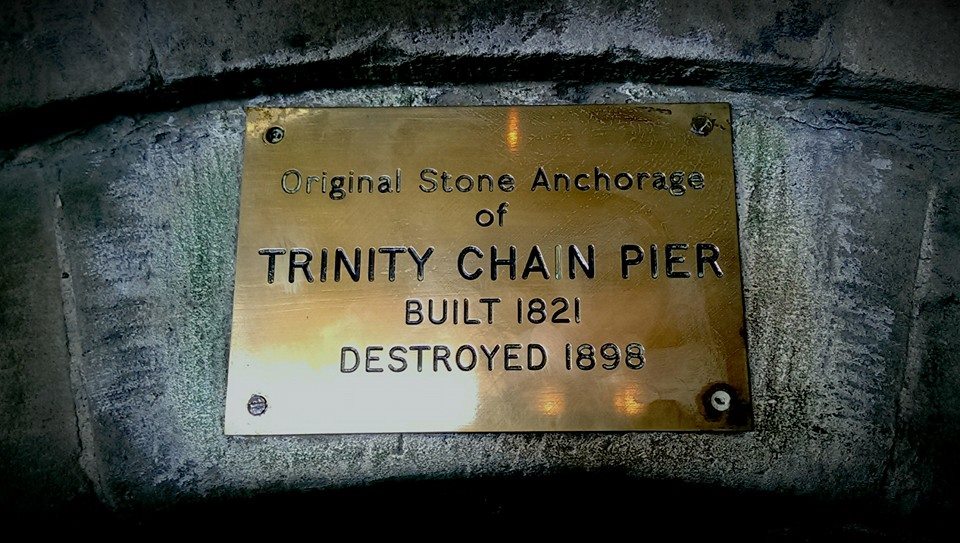 Original Stone Anchorage
of
TRINITY CHAIN PIER
BUILT 1821
DESTROYED 1898